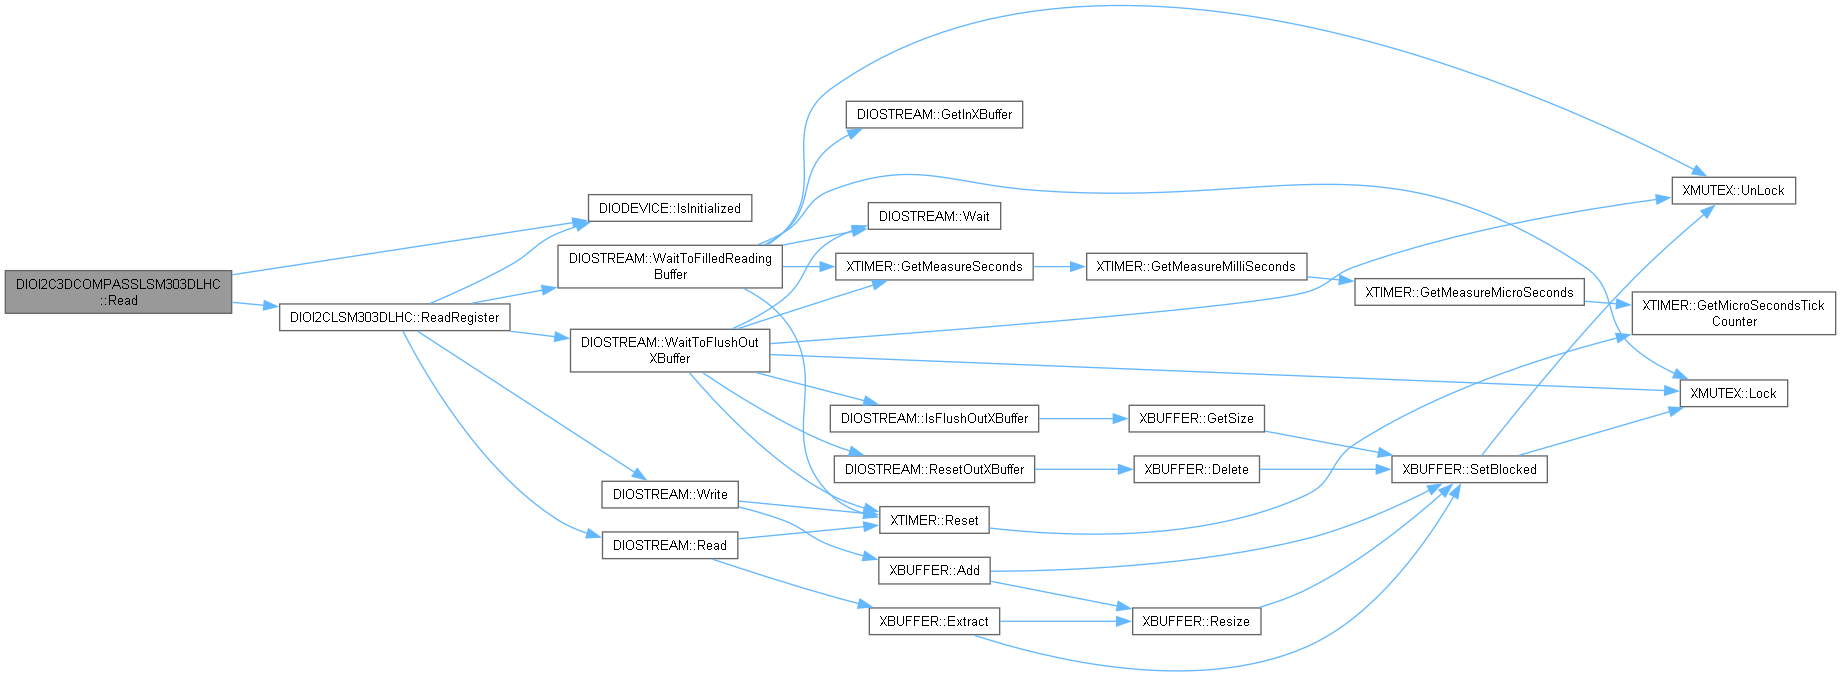 DIOI2C3DCOMPASSLSM303DLHC
::Read
DIOI2CLSM303DLHC::ReadRegister
DIODEVICE::IsInitialized
DIOSTREAM::WaitToFilledReading
Buffer
DIOSTREAM::WaitToFlushOut
XBuffer
DIOSTREAM::Write
DIOSTREAM::Read
DIOSTREAM::GetInXBuffer
DIOSTREAM::Wait
XTIMER::GetMeasureSeconds
DIOSTREAM::IsFlushOutXBuffer
DIOSTREAM::ResetOutXBuffer
XTIMER::Reset
XBUFFER::Add
XBUFFER::Extract
XTIMER::GetMeasureMilliSeconds
XBUFFER::GetSize
XBUFFER::Delete
XBUFFER::Resize
XTIMER::GetMeasureMicroSeconds
XBUFFER::SetBlocked
XMUTEX::UnLock
XTIMER::GetMicroSecondsTick
Counter
XMUTEX::Lock